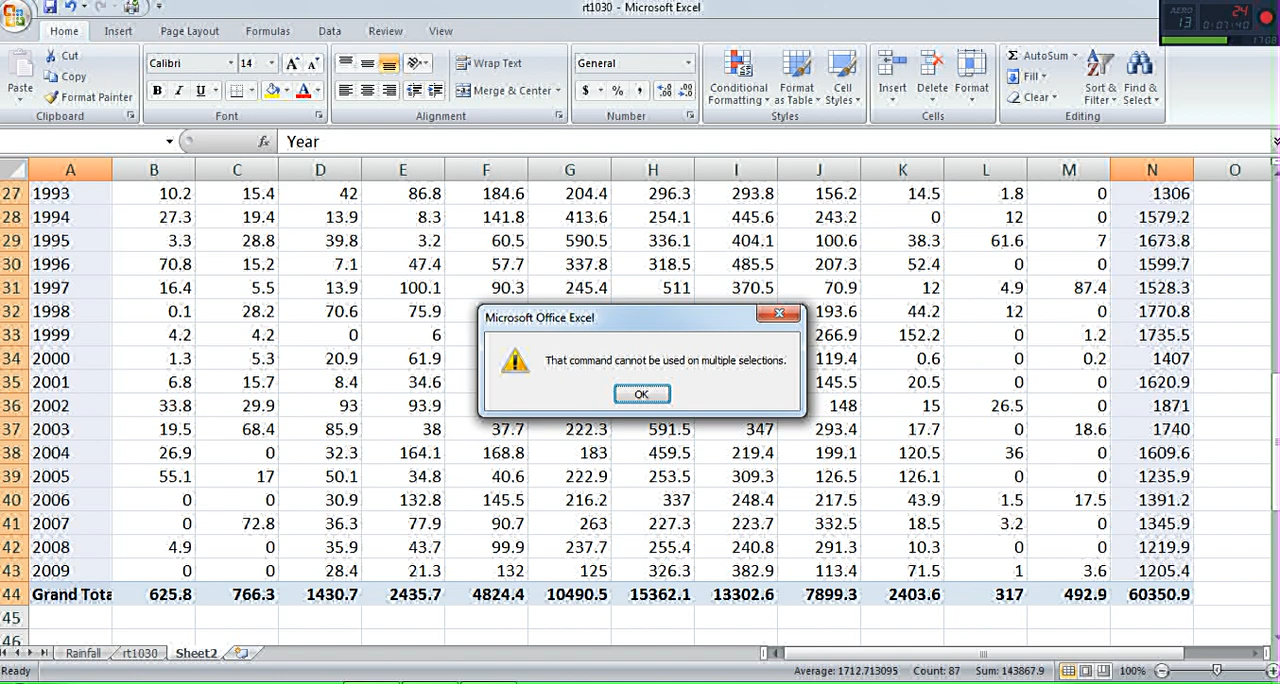 rt1030 - Microsoft Excel
AERO 24
13 0:07:40
Home Insert Page Layout Formulas Data Review View
Cut
Copy
Format Painter
Paste
Clipboard
Calibri 14
B I U
Font
Wrap Text
Merge & Center
Alignment
General
$ % ,
Number
Conditional Formatting
Format as Table
Cell Styles
Styles
Insert Delete Format
Cells
Σ AutoSum
Fill
Clear
Sort & Filter
Find & Select
Editing
fx Year
A B C D E F G H I J K L M N O
27 1993 10.2 15.4 42 86.8 184.6 204.4 296.3 293.8 156.2 14.5 1.8 0 1306
28 1994 27.3 19.4 13.9 8.3 141.8 413.6 254.1 445.6 243.2 0 12 0 1579.2
29 1995 3.3 28.8 39.8 3.2 60.5 590.5 336.1 404.1 100.6 38.3 61.6 7 1673.8
30 1996 70.8 15.2 7.1 47.4 57.7 337.8 318.5 485.5 207.3 52.4 0 0 1599.7
31 1997 16.4 5.5 13.9 100.1 90.3 245.4 511 370.5 70.9 12 4.9 87.4 1528.3
32 1998 0.1 28.2 70.6 75.9 193.6 44.2 12 0 1770.8
33 1999 4.2 4.2 0 6 266.9 152.2 0 1.2 1735.5
34 2000 1.3 5.3 20.9 61.9 119.4 0.6 0 0.2 1407
35 2001 6.8 15.7 8.4 34.6 145.5 20.5 0 0 1620.9
36 2002 33.8 29.9 93 93.9 148 15 26.5 0 1871
37 2003 19.5 68.4 85.9 38 37.7 222.3 591.5 347 293.4 17.7 0 18.6 1740
38 2004 26.9 0 32.3 164.1 168.8 183 459.5 219.4 199.1 120.5 36 0 1609.6
39 2005 55.1 17 50.1 34.8 40.6 222.9 253.5 309.3 126.5 126.1 0 0 1235.9
40 2006 0 0 30.9 132.8 145.5 216.2 337 248.4 217.5 43.9 1.5 17.5 1391.2
41 2007 0 72.8 36.3 77.9 90.7 263 227.3 223.7 332.5 18.5 3.2 0 1345.9
42 2008 4.9 0 35.9 43.7 99.9 237.7 255.4 240.8 291.3 10.3 0 0 1219.9
43 2009 0 0 28.4 21.3 132 125 326.3 382.9 113.4 71.5 1 3.6 1205.4
44 Grand Tota 625.8 766.3 1430.7 2435.7 4824.4 10490.5 15362.1 13302.6 7899.3 2403.6 317 492.9 60350.9
45
46
Microsoft Office Excel
That command cannot be used on multiple selections.
OK
Rainfall rt1030 Sheet2
Ready Average: 1712.713095 Count: 87 Sum: 143867.9 100%